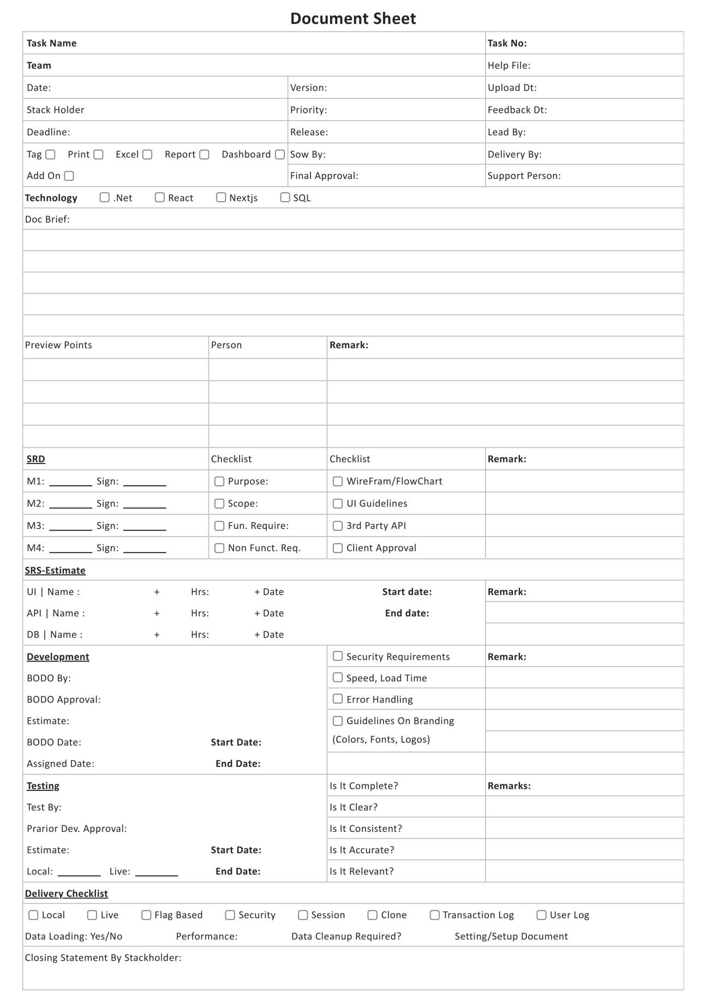 Document Sheet
Task Name Task No:
Team Help File:
Date: Version: Upload Dt:
Stack Holder Priority: Feedback Dt:
Deadline: Release: Lead By:
Tag Print Excel Report Dashboard Sow By: Delivery By:
Add On Final Approval: Support Person:
Technology .Net React Nextjs SQL
Doc Brief:
Preview Points Person Remark:
SRD Checklist Checklist Remark:
M1: ________ Sign: ________ Purpose: WireFram/FlowChart
M2: ________ Sign: ________ Scope: UI Guidelines
M3: ________ Sign: ________ Fun. Require: 3rd Party API
M4: ________ Sign: ________ Non Funct. Req. Client Approval
SRS-Estimate
UI | Name : + Hrs: + Date Start date: Remark:
API | Name : + Hrs: + Date End date:
DB | Name : + Hrs: + Date
Development Security Requirements Remark:
BODO By: Speed, Load Time
BODO Approval: Error Handling
Estimate: Guidelines On Branding
BODO Date: Start Date: (Colors, Fonts, Logos)
Assigned Date: End Date:
Testing Is It Complete? Remarks:
Test By: Is It Clear?
Prarior Dev. Approval: Is It Consistent?
Estimate: Start Date: Is It Accurate?
Local: ________ Live: ________ End Date: Is It Relevant?
Delivery Checklist
Local Live Flag Based Security Session Clone Transaction Log User Log
Data Loading: Yes/No Performance: Data Cleanup Required? Setting/Setup Document
Closing Statement By Stackholder: